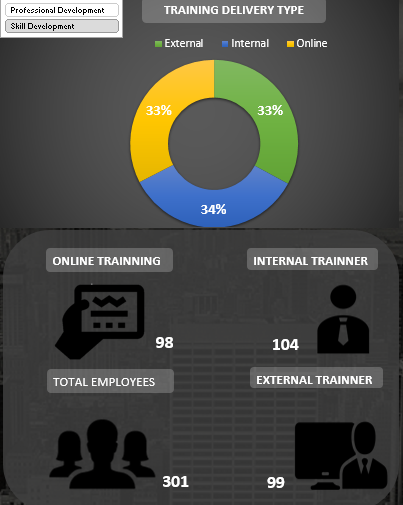 Professional Development
Skill Development
TRAINING DELIVERY TYPE
External Internal Online
33% 33%
34%
ONLINE TRAINNING INTERNAL TRAINNER
98 104
TOTAL EMPLOYEES EXTERNAL TRAINNER
301 99